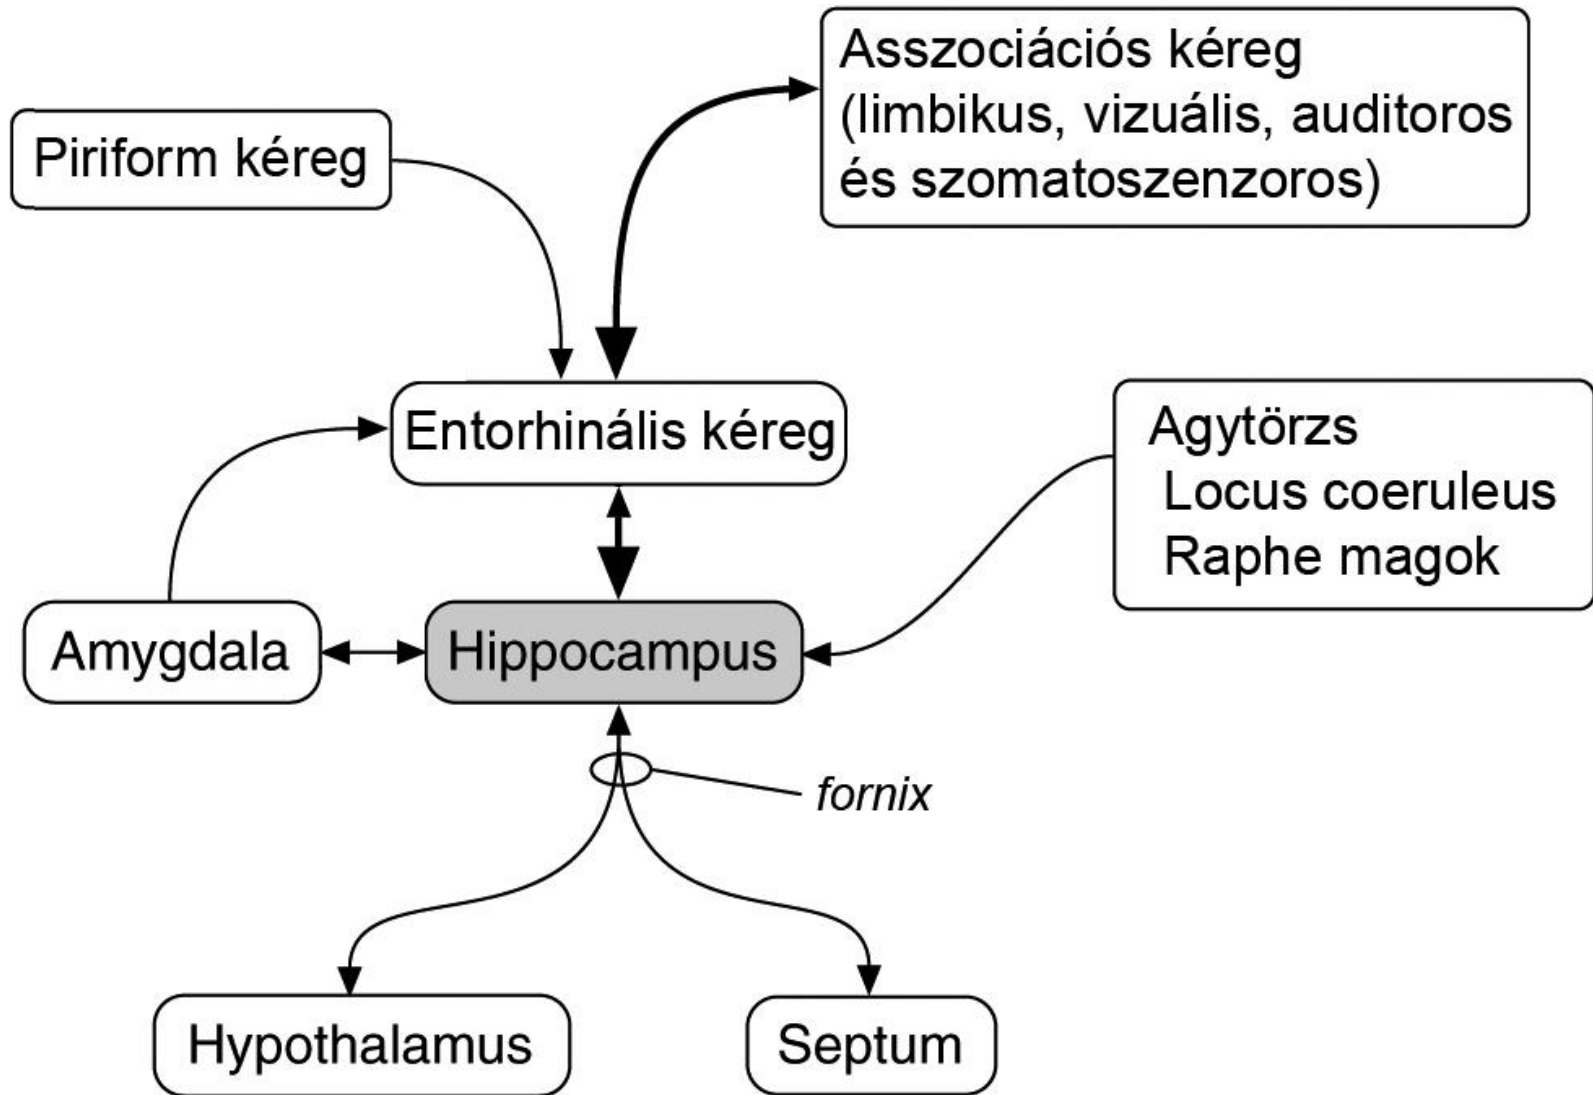 Asszociációs kéreg
(limbikus, vizuális, auditoros
és szomatoszenzoros)
Piriform kéreg
Entorhinális kéreg
Agytörzs
Locus coeruleus
Raphe magok
Amygdala
Hippocampus
fornix
Hypothalamus
Septum